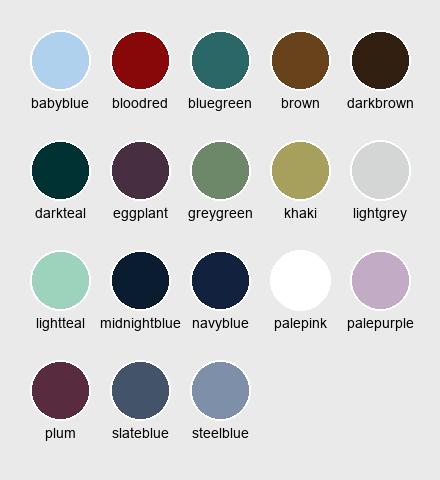 babyblue bloodred bluegreen brown darkbrown
darkteal eggplant greygreen khaki lightgrey
lightteal midnightblue navyblue palepink palepurple
plum slateblue steelblue